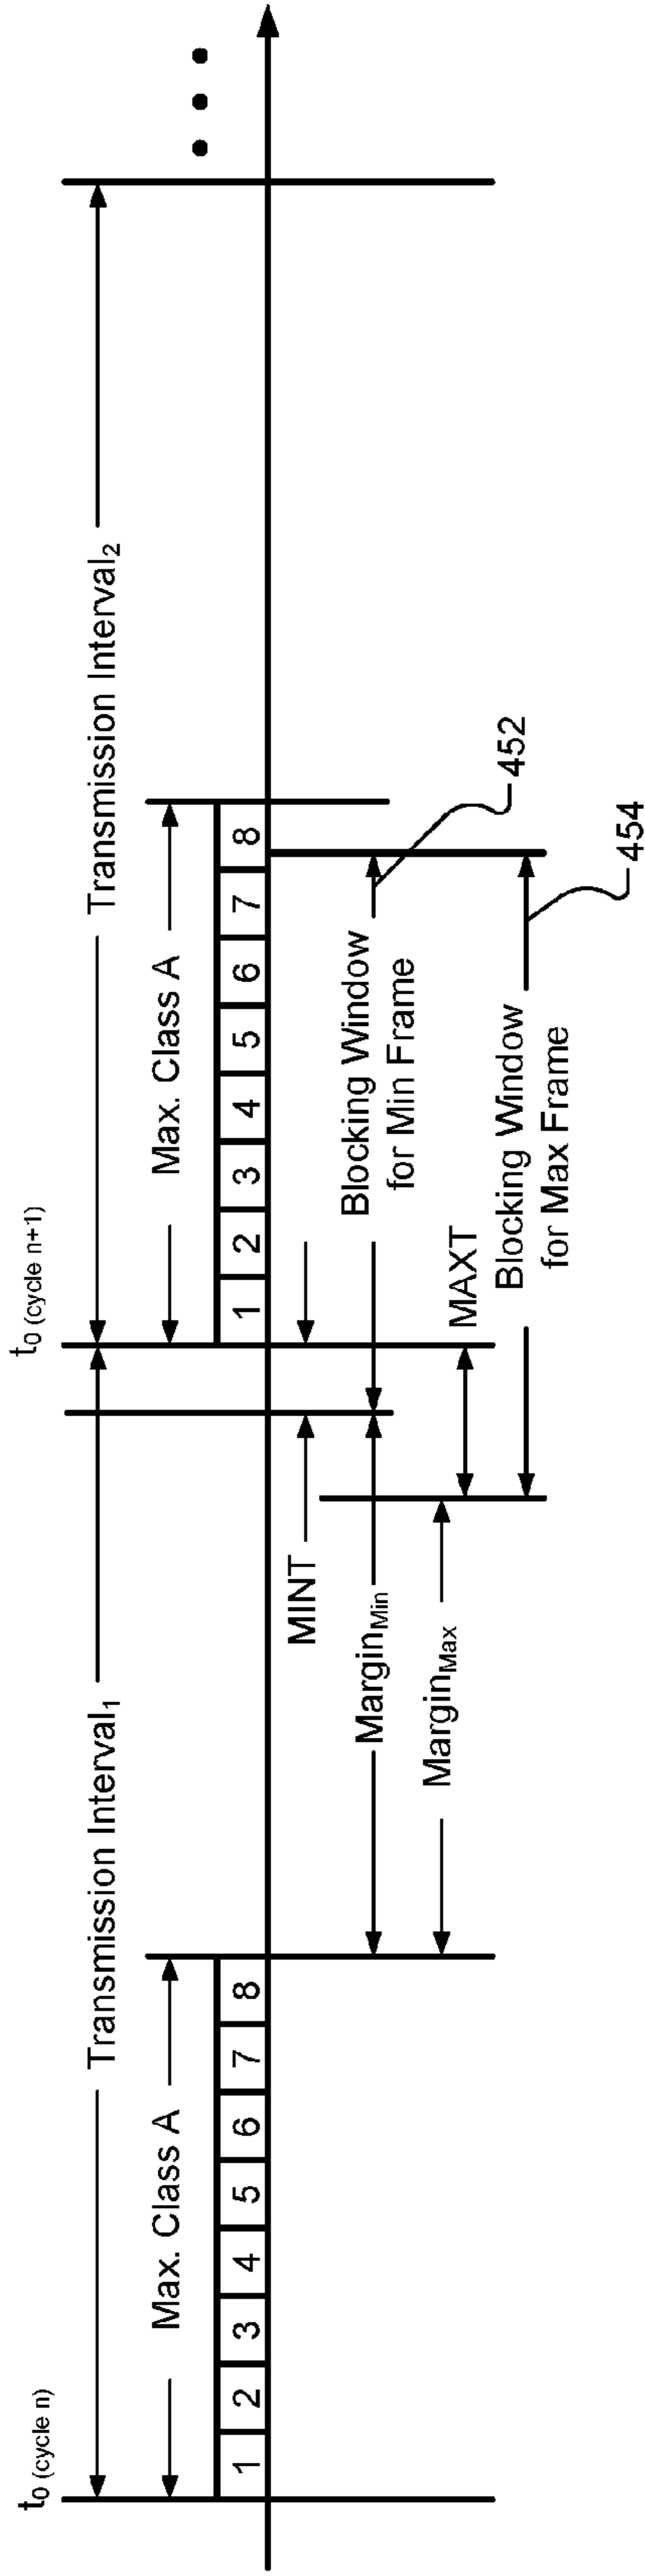 t0 (cycle n)
t0 (cycle n+1)
Transmission Interval1
Transmission Interval2
Max. Class A
Max. Class A
1 2 3 4 5 6 7 8
1 2 3 4 5 6 7 8
MINT
MarginMin
Blocking Window
for Min Frame
452
MarginMax
MAXT
Blocking Window
for Max Frame
454